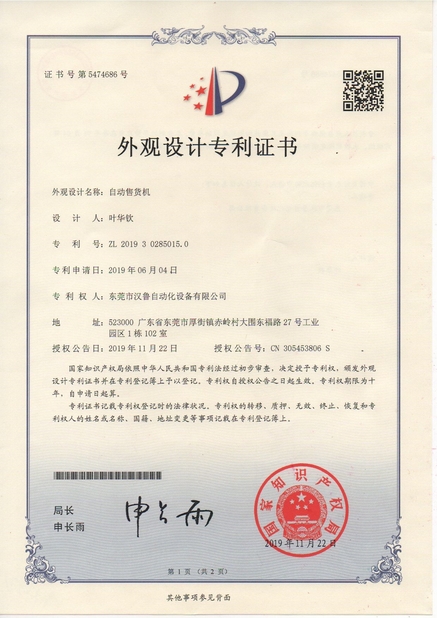 证书号第5474686号
外观设计专利证书
外观设计名称：自动售货机
设 计 人：叶华钦
专 利 号：ZL 2019 3 0285015.0
专利申请日：2019年06月04日
专 利 权 人：东莞市汉鲁自动化设备有限公司
地 址：523000 广东省东莞市厚街镇赤岭村大围东福路27号工业
园区1栋102室
授权公告日：2019年11月22日 授权公告号：CN 305453806 S
国家知识产权局依照中华人民共和国专利法经过初步审查，决定授予专利权，颁发外观
设计专利证书并在专利登记簿上予以登记。专利权自授权公告之日起生效。专利权期限为十
年，自申请日起算。
专利证书记载专利权登记时的法律状况。专利权的转移、质押、无效、终止、恢复和专
利权人的姓名或名称、国籍、地址变更等事项记载在专利登记簿上。
局长
申长雨
申长雨
国家知识产权局
2019年11月22日
第1页（共2页）
其他事项参见背面